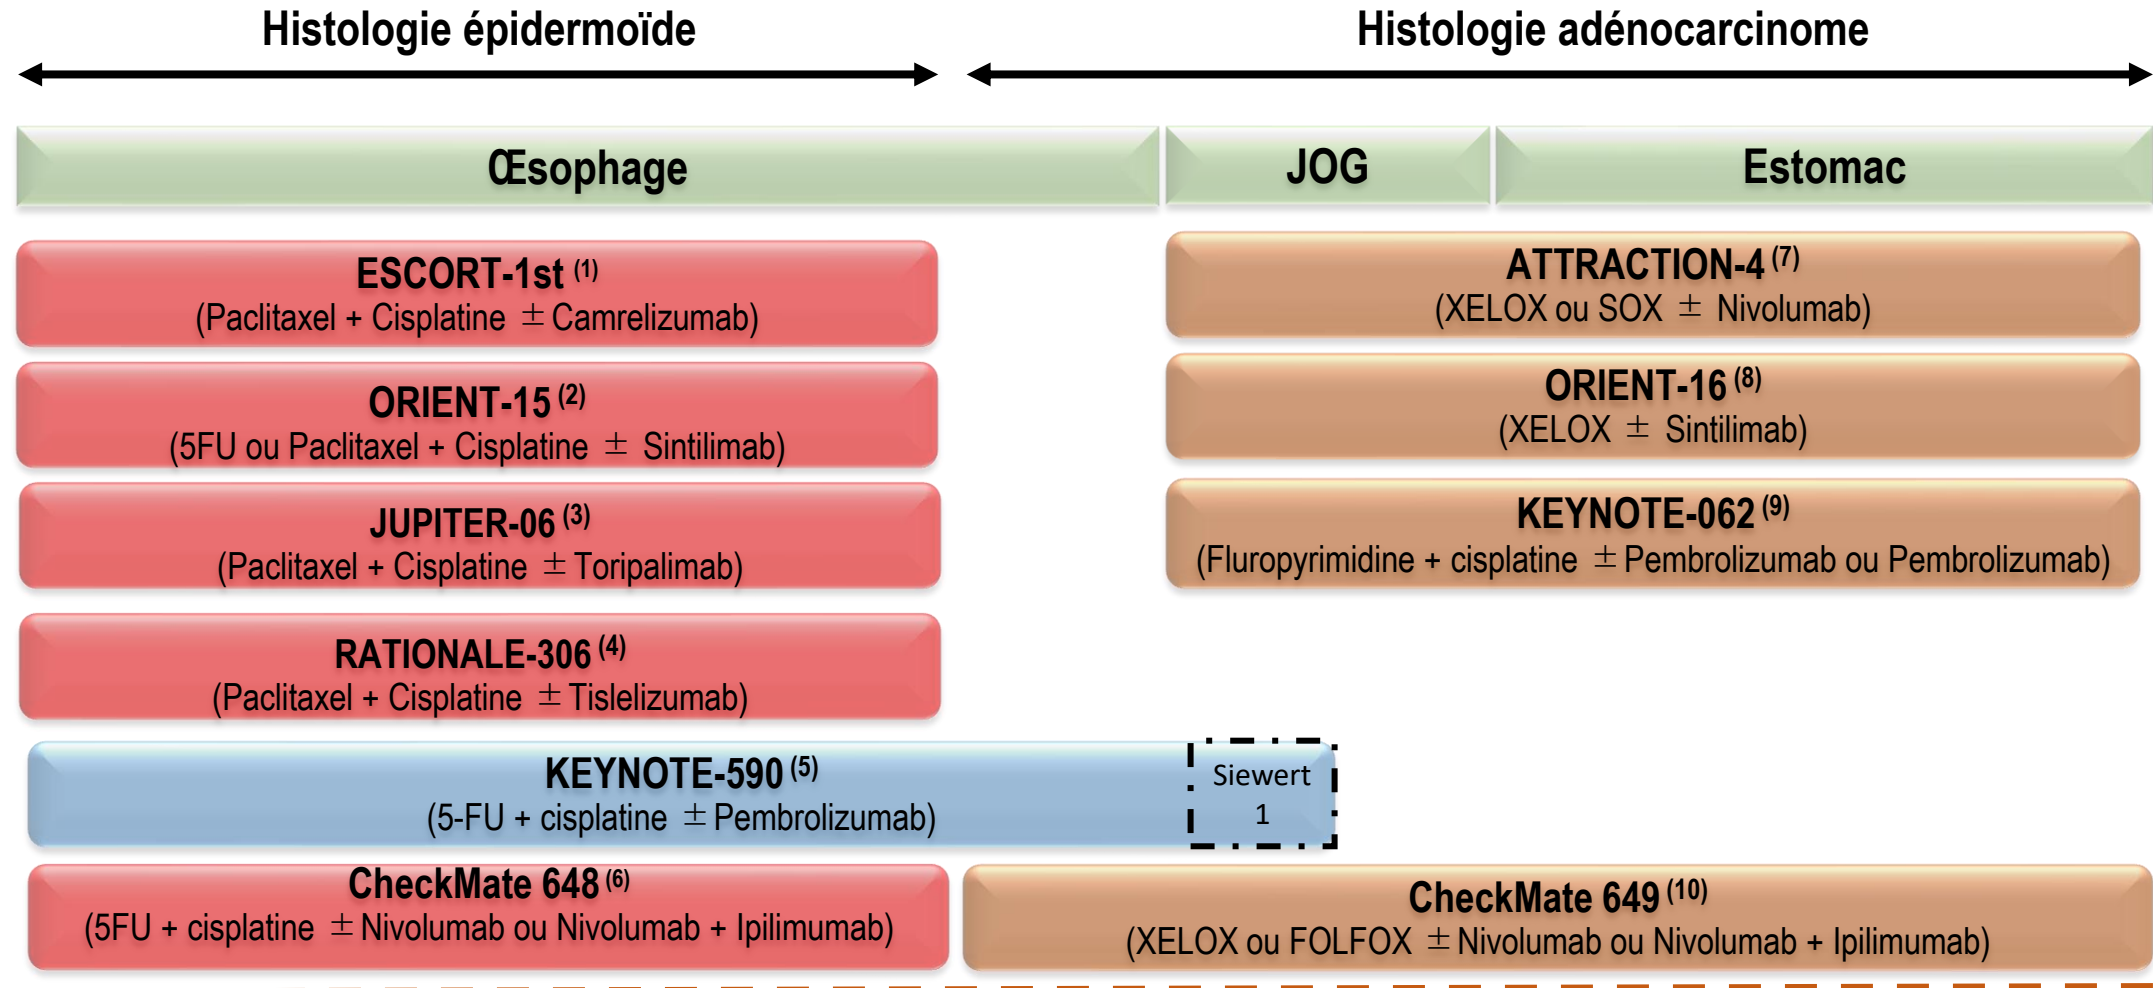 Histologie épidermoïde
Histologie adénocarcinome
Œsophage
JOG
Estomac
ESCORT-1st (1)
(Paclitaxel + Cisplatine ± Camrelizumab)
ORIENT-15 (2)
(5FU ou Paclitaxel + Cisplatine ± Sintilimab)
JUPITER-06 (3)
(Paclitaxel + Cisplatine ± Toripalimab)
RATIONALE-306 (4)
(Paclitaxel + Cisplatine ± Tislelizumab)
KEYNOTE-590 (5)
(5-FU + cisplatine ± Pembrolizumab)
Siewert
1
CheckMate 648 (6)
(5FU + cisplatine ± Nivolumab ou Nivolumab + Ipilimumab)
ATTRACTION-4 (7)
(XELOX ou SOX ± Nivolumab)
ORIENT-16 (8)
(XELOX ± Sintilimab)
KEYNOTE-062 (9)
(Fluropyrimidine + cisplatine ± Pembrolizumab ou Pembrolizumab)
CheckMate 649 (10)
(XELOX ou FOLFOX ± Nivolumab ou Nivolumab + Ipilimumab)